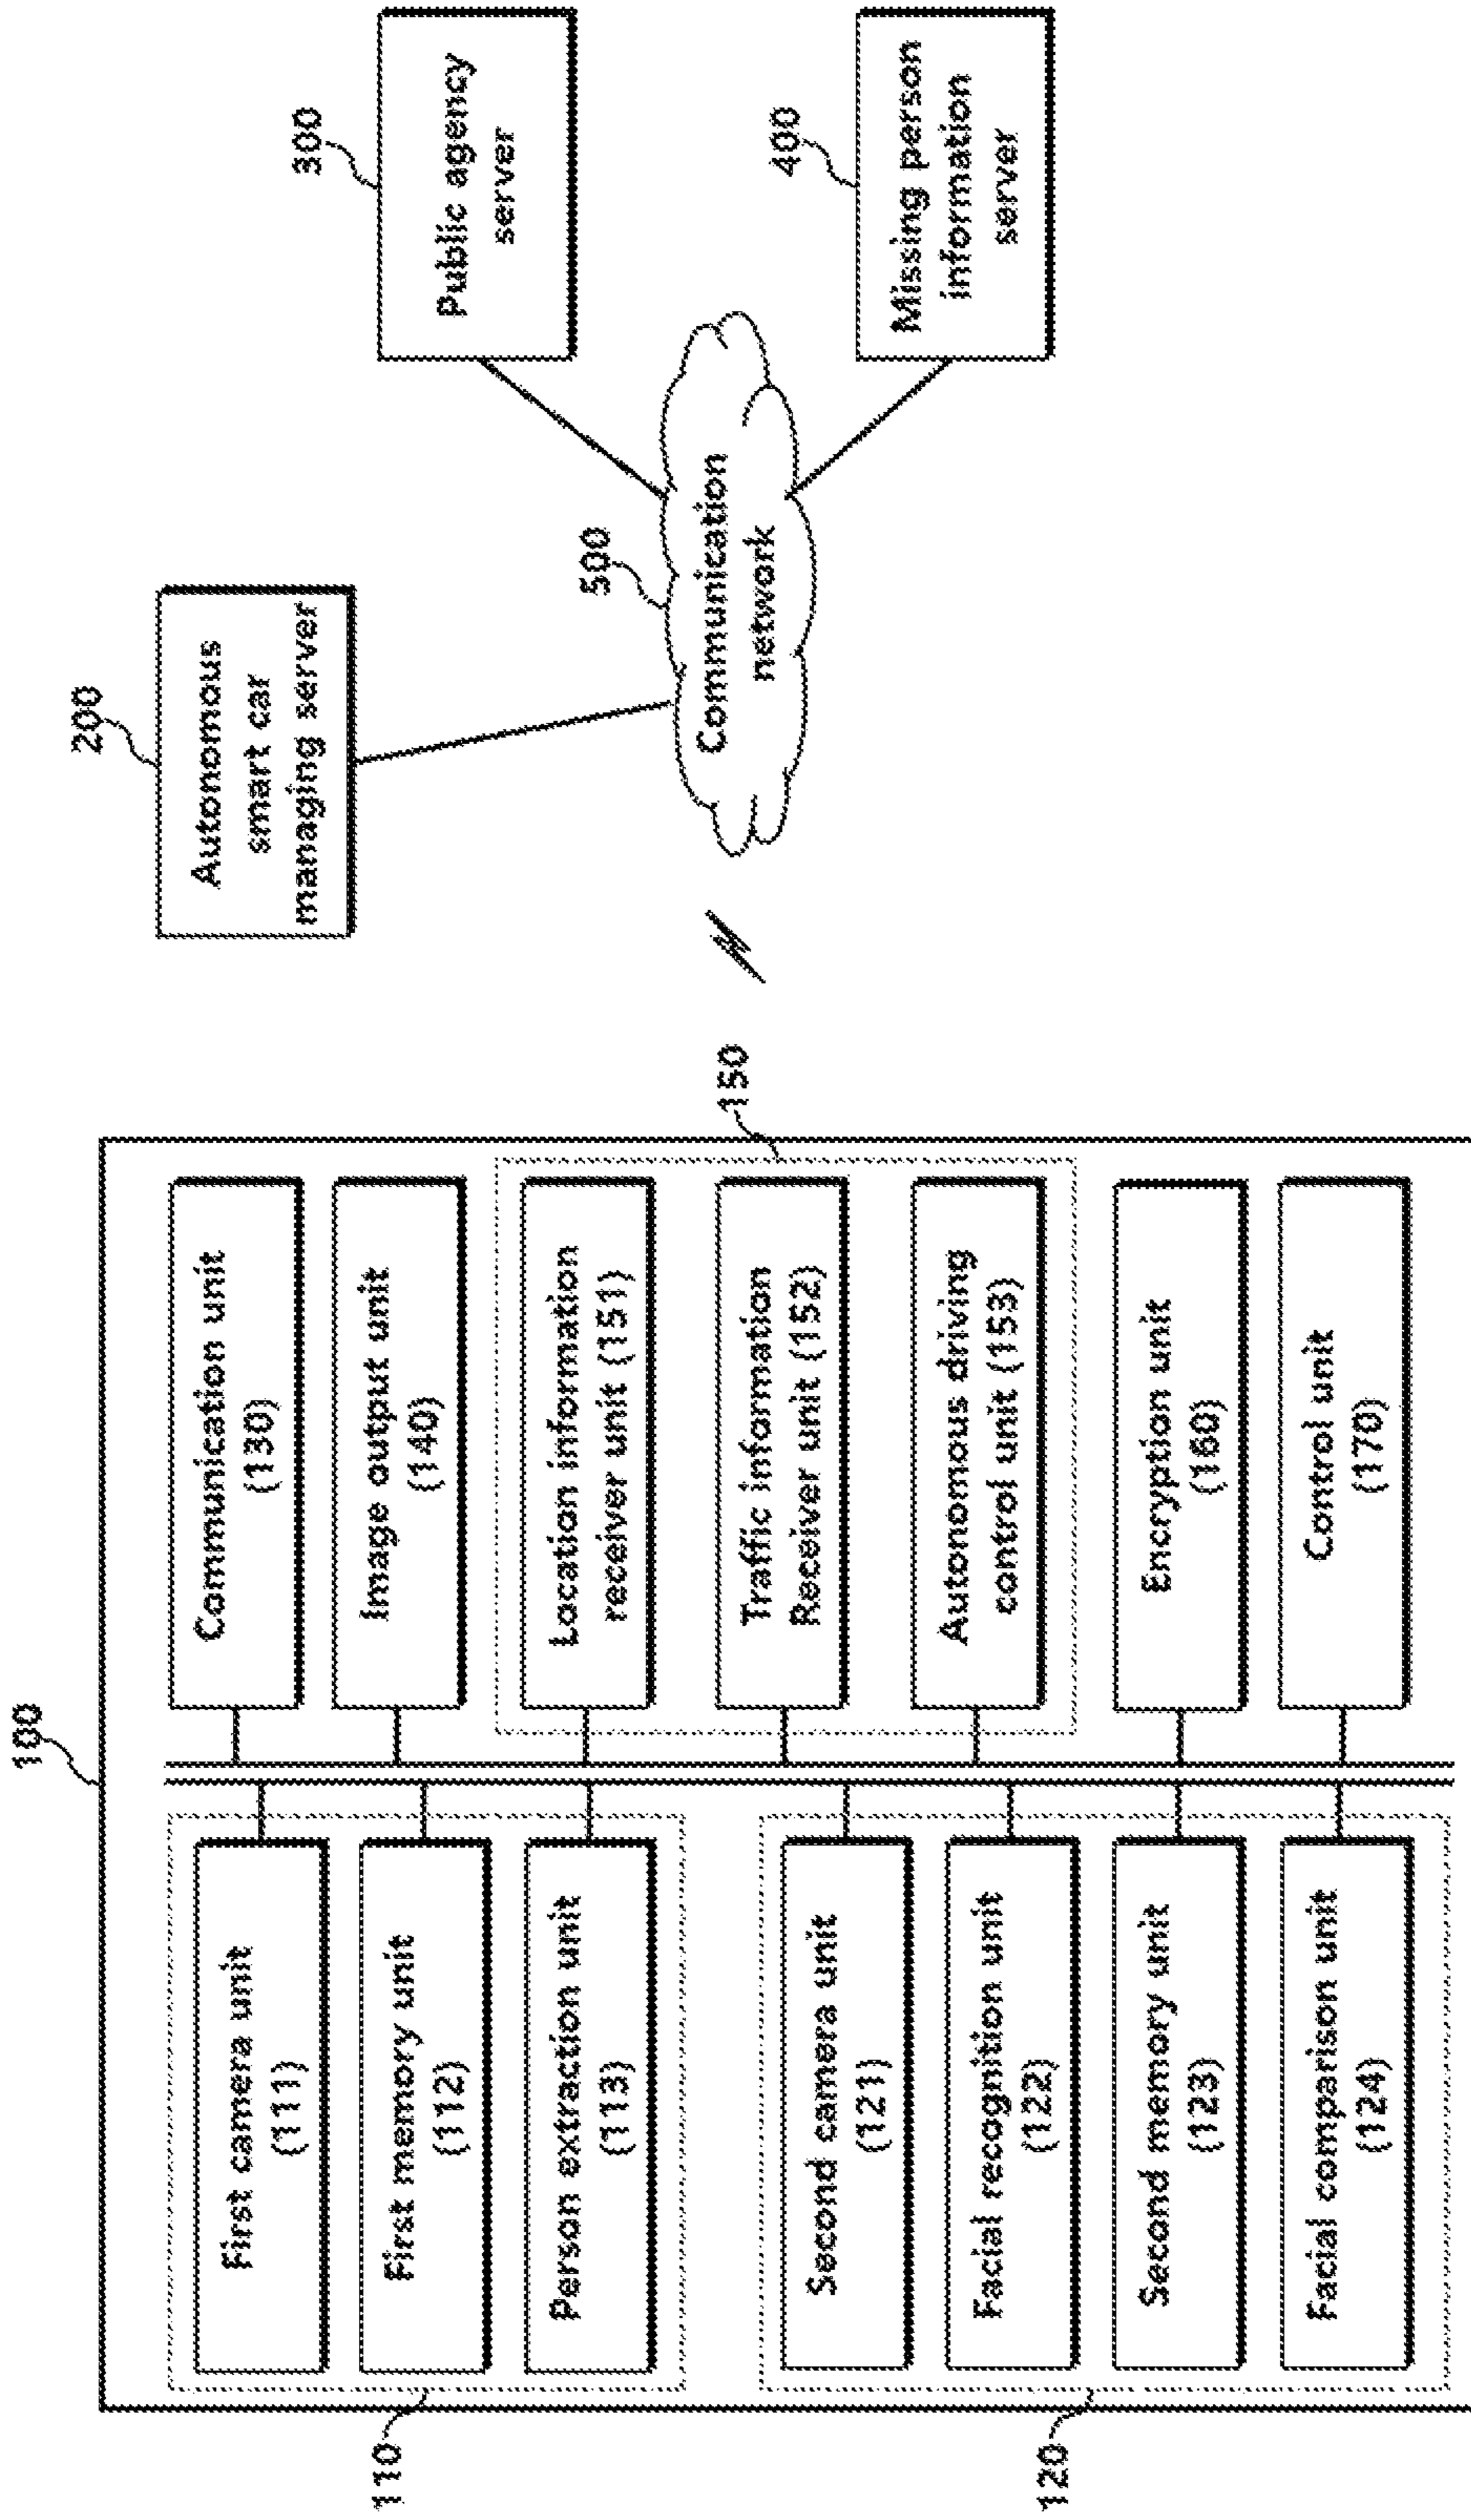 100
110
First camera unit
(111)
First memory unit
(112)
Person extraction unit
(113)
120
Second camera unit
(121)
Facial recognition unit
(122)
Second memory unit
(123)
Facial comparison unit
(124)
Communication unit
(130)
Image output unit
(140)
150
Location information
receiver unit (151)
Traffic information
Receiver unit (152)
Autonomous driving
control unit (153)
Encryption unit
(160)
Control unit
(170)
200
Autonomous
smart car
managing server
500
Communication
network
300
Public agency
server
400
Missing person
information
server